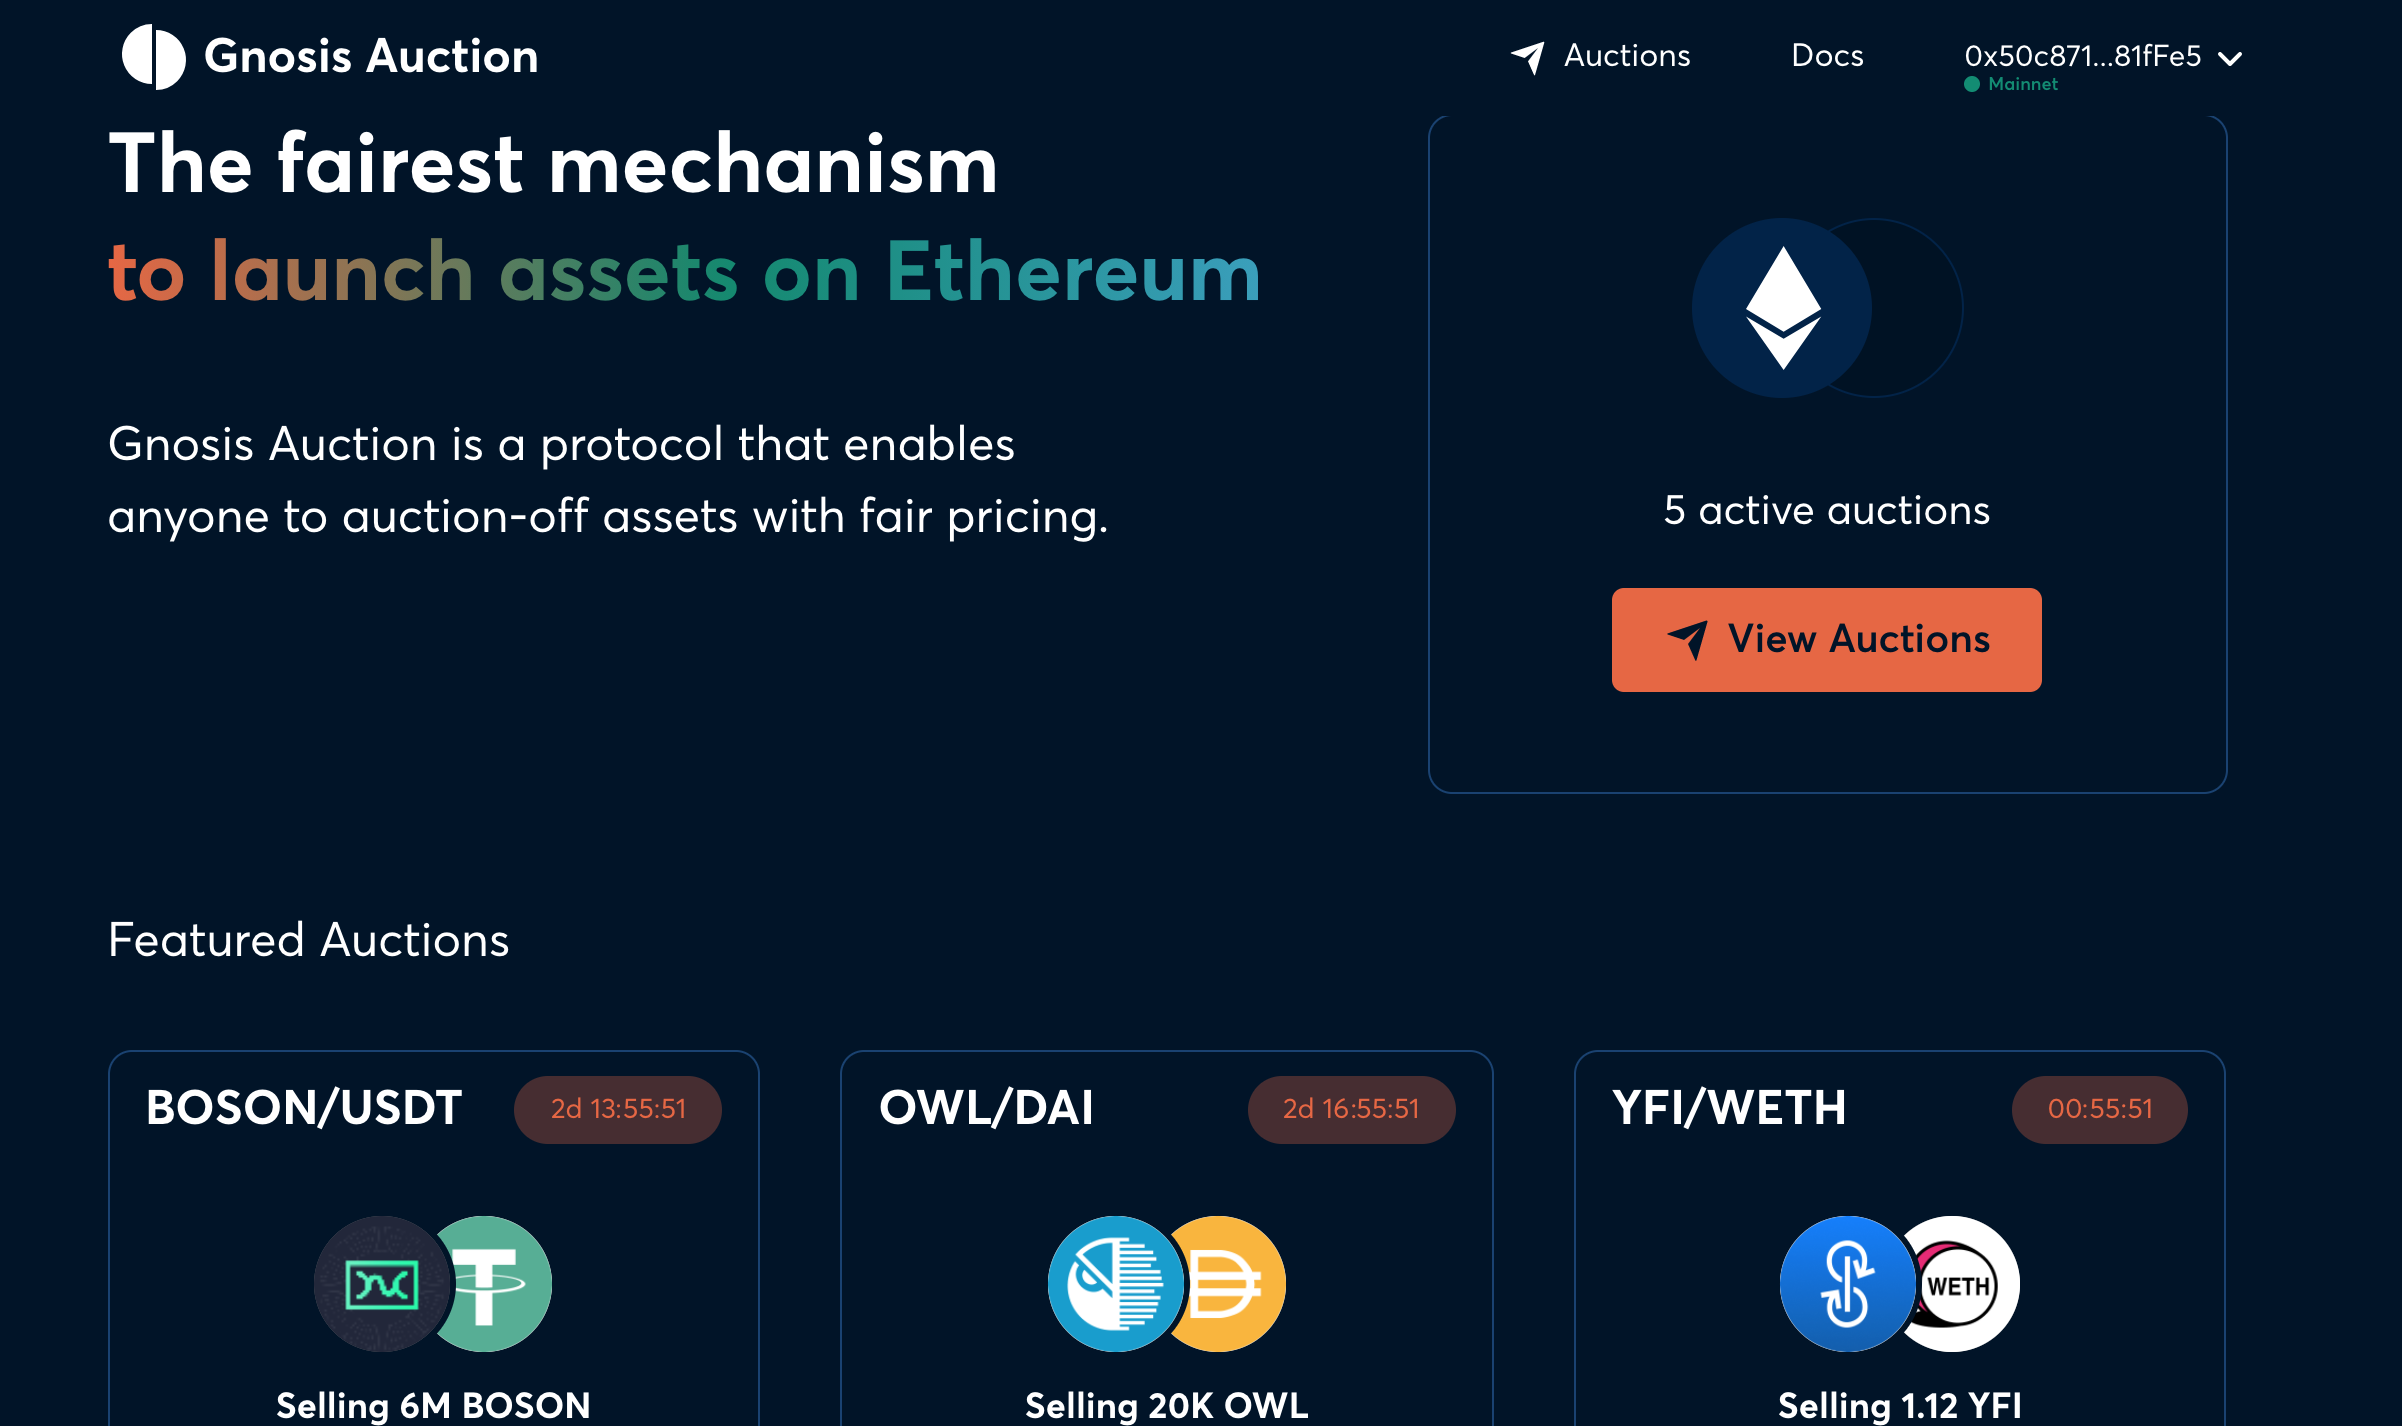 Gnosis Auction
Auctions
Docs
0x50c871...81fFe5
Mainnet
The fairest mechanism
to launch assets on Ethereum
Gnosis Auction is a protocol that enables
anyone to auction-off assets with fair pricing.
5 active auctions
View Auctions
Featured Auctions
BOSON/USDT
2d 13:55:51
Selling 6M BOSON
OWL/DAI
2d 16:55:51
Selling 20K OWL
YFI/WETH
00:55:51
WETH
Selling 1.12 YFI